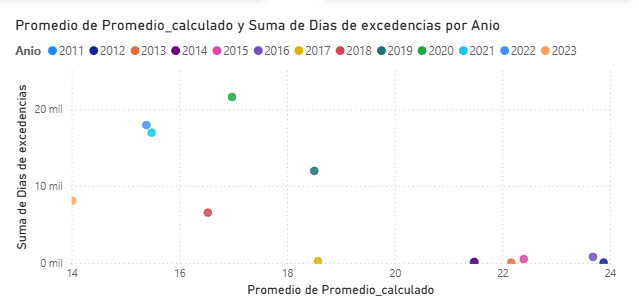 Promedio de Promedio_calculado y Suma de Dias de excedencias por Anio
Anio 2011 2012 2013 2014 2015 2016 2017 2018 2019 2020 2021 2022 2023
Suma de Dias de excedencias
20 mil
10 mil
0 mil
14 16 18 20 22 24
Promedio de Promedio_calculado